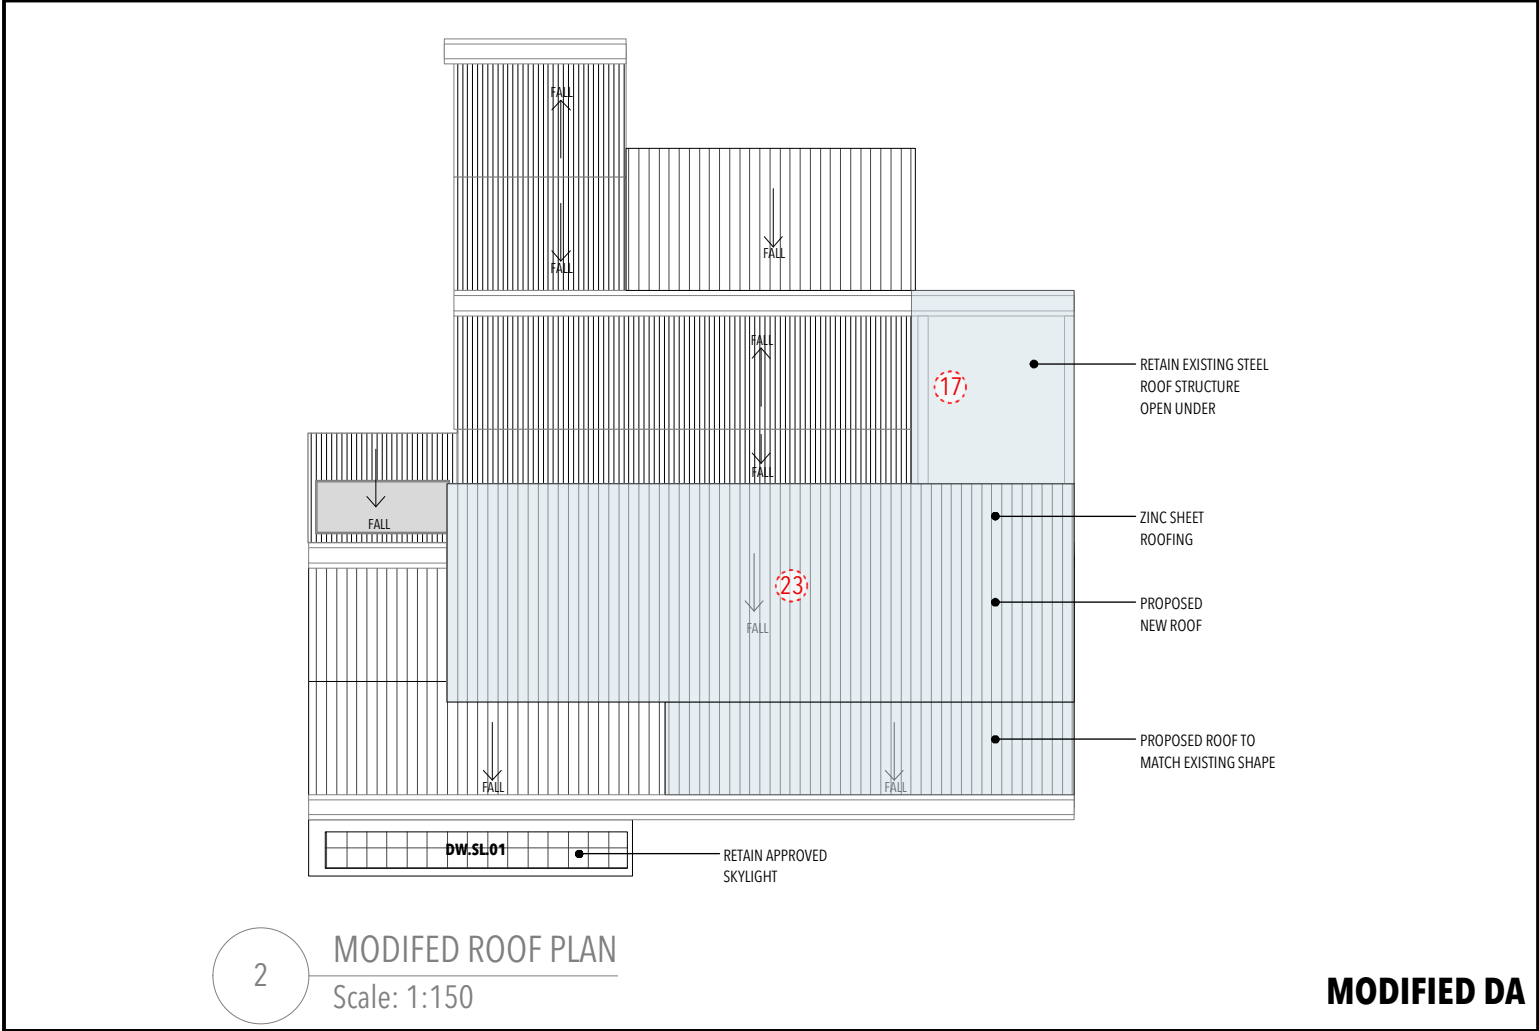 FALL
FALL
FALL
FALL
17
RETAIN EXISTING STEEL
ROOF STRUCTURE
OPEN UNDER
FALL
FALL
ZINC SHEET
ROOFING
23
FALL
PROPOSED
NEW ROOF
PROPOSED ROOF TO
MATCH EXISTING SHAPE
FALL
FALL
DW.SL.01
RETAIN APPROVED
SKYLIGHT
2
MODIFED ROOF PLAN
Scale: 1:150
MODIFIED DA